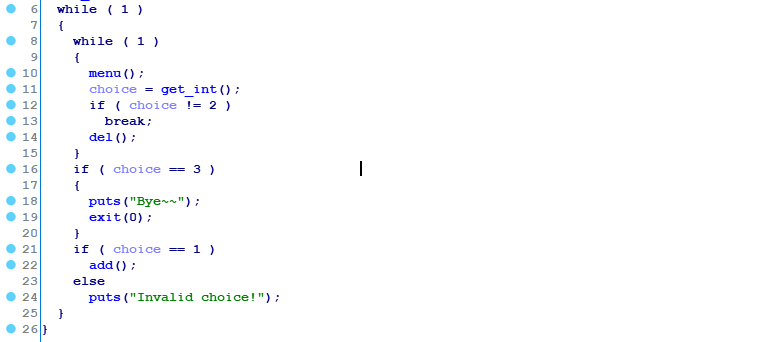 6 while ( 1 )
7 {
8 while ( 1 )
9 {
10 menu();
11 choice = get_int();
12 if ( choice != 2 )
13 break;
14 del();
15 }
16 if ( choice == 3 )
17 {
18 puts("Bye~~");
19 exit(0);
20 }
21 if ( choice == 1 )
22 add();
23 else
24 puts("Invalid choice!");
25 }
26 }